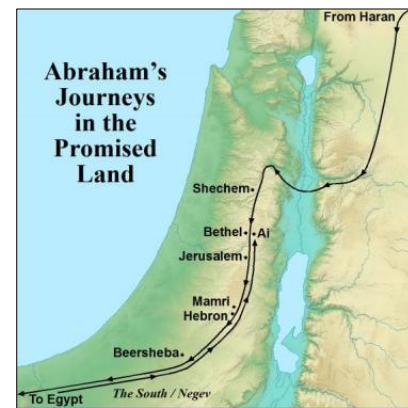 From Haran
Abraham's
Journeys
in the
Promised
Land
Shechem
Bethel
Ai
Jerusalem
Mamri
Hebron
Beersheba
To Egypt
The South / Negev